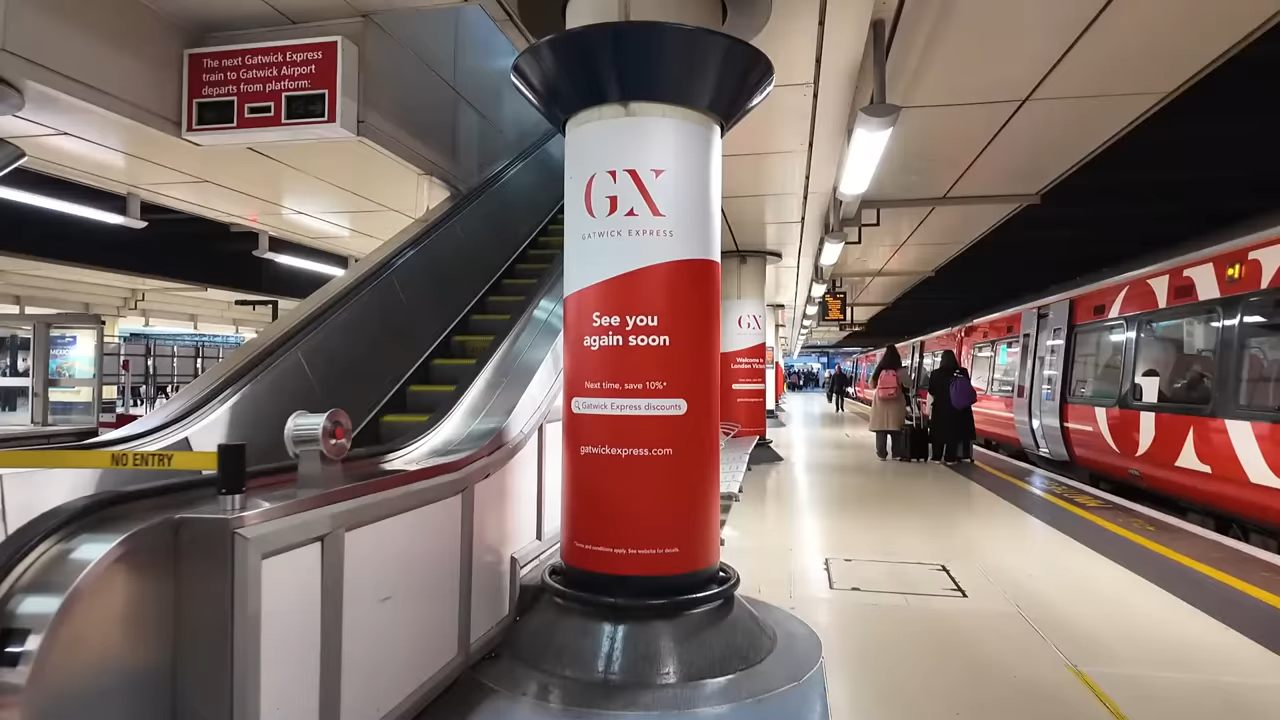 The next Gatwick Express
train to Gatwick Airport
departs from platform:
NO ENTRY
GX
GATWICK EXPRESS
See you
again soon
Next time, save 10%*
Gatwick Express discounts
gatwickexpress.com
*Terms and conditions apply. See website for details.
GX
Welcome to
London Victoria
GX